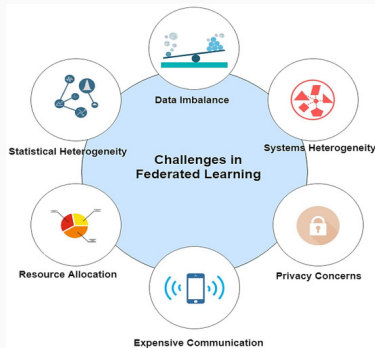 Data Imbalance
Statistical Heterogeneity
Systems Heterogeneity
Challenges in
Federated Learning
Resource Allocation
Privacy Concerns
Expensive Communication